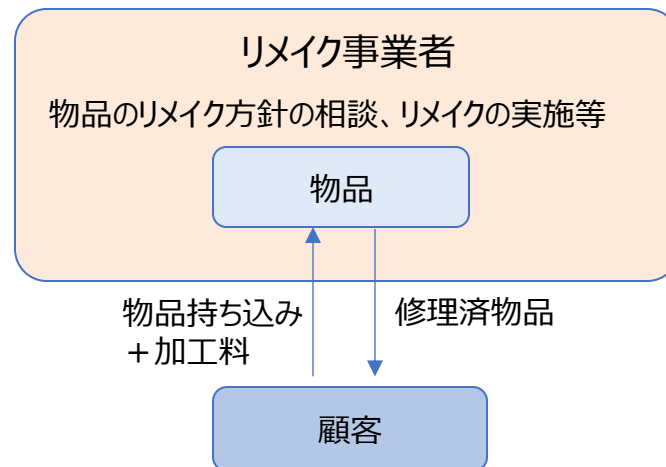 リメイク事業者
物品のリメイク方針の相談、リメイクの実施等
物品
物品持ち込み
＋加工料
修理済物品
顧客